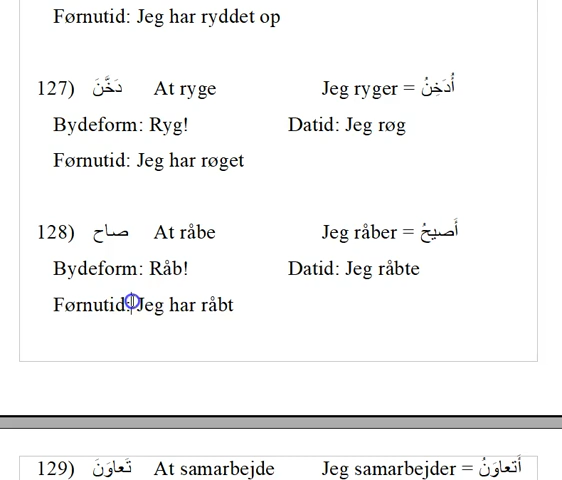 Førnutid: Jeg har ryddet op
127) دَخَّنَ At ryge Jeg ryger = أُدَخِنُ
Bydeform: Ryg! Datid: Jeg røg
Førnutid: Jeg har røget
128) صاح At råbe Jeg råber = أَصيحُ
Bydeform: Råb! Datid: Jeg råbte
Førnutid: Jeg har råbt
129) تَعاوَنَ At samarbejde Jeg samarbejder = أَتعاوَنُ